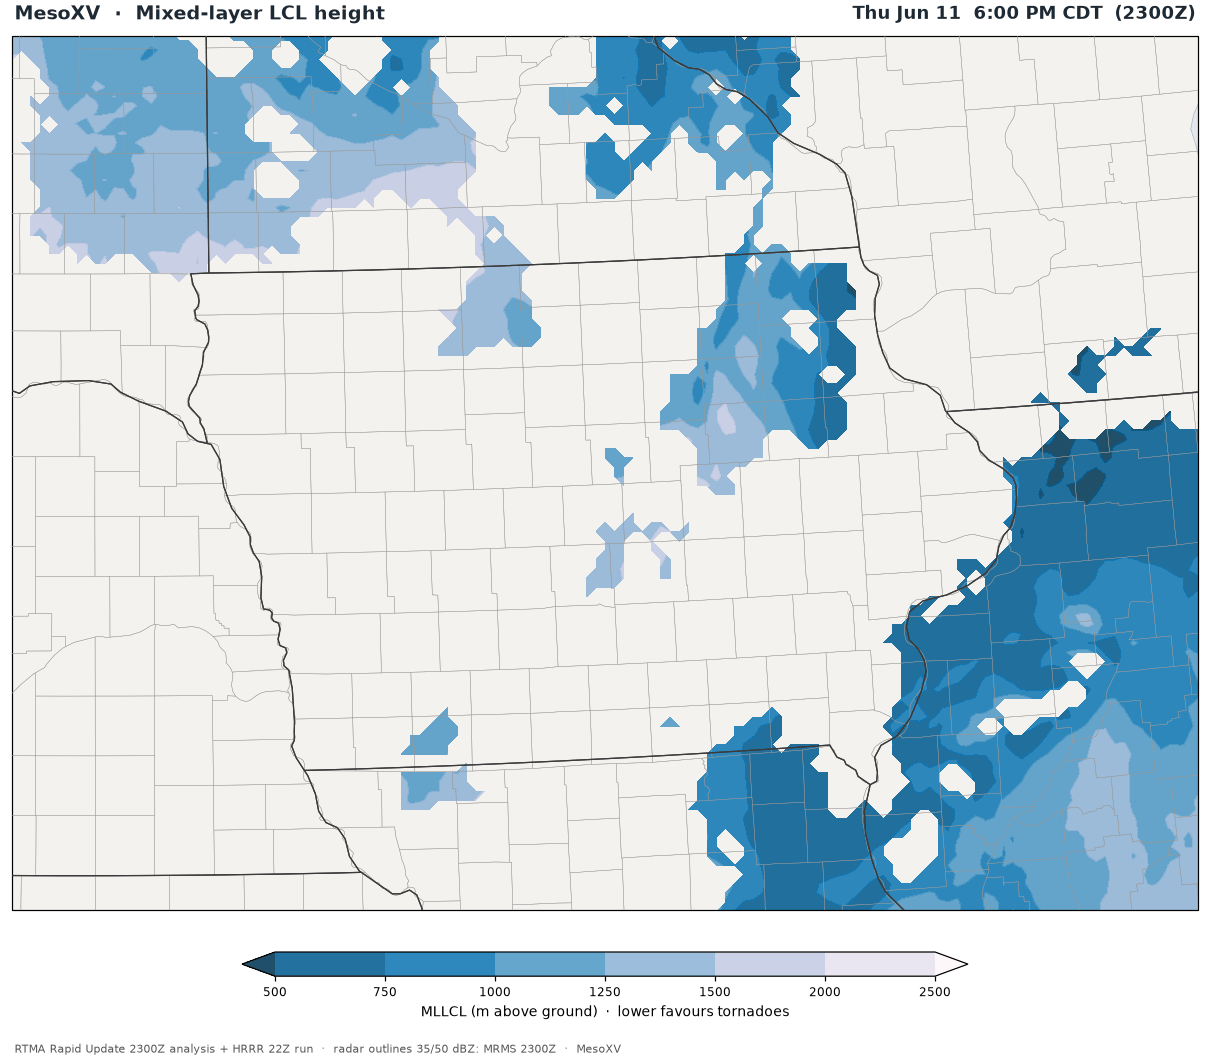 MesoXV · Mixed-layer LCL height
Thu Jun 11 6:00 PM CDT (2300Z)
500 750 1000 1250 1500 2000 2500
MLLCL (m above ground) · lower favours tornadoes
RTMA Rapid Update 2300Z analysis + HRRR 22Z run · radar outlines 35/50 dBZ: MRMS 2300Z · MesoXV